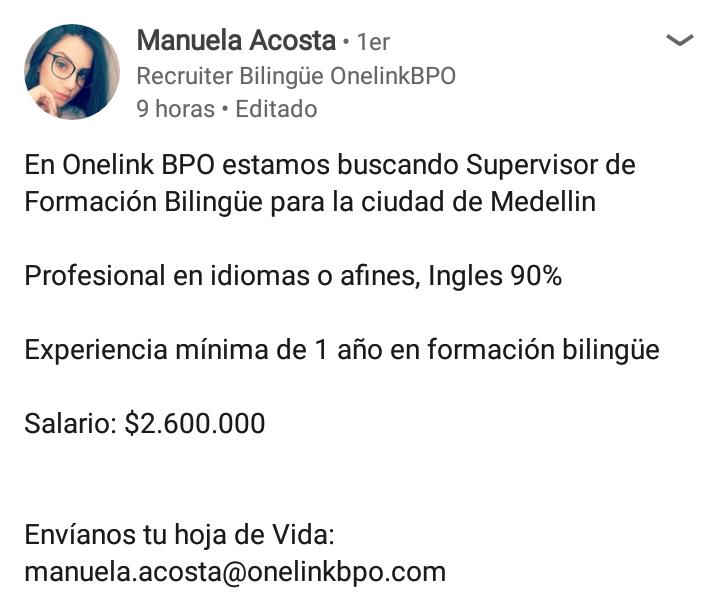 Manuela Acosta • 1er
Recruiter Bilingüe OnelinkBPO
9 horas • Editado
En Onelink BPO estamos buscando Supervisor de
Formación Bilingüe para la ciudad de Medellin
Profesional en idiomas o afines, Ingles 90%
Experiencia mínima de 1 año en formación bilingüe
Salario: $2.600.000
Envíanos tu hoja de Vida:
manuela.acosta@onelinkbpo.com